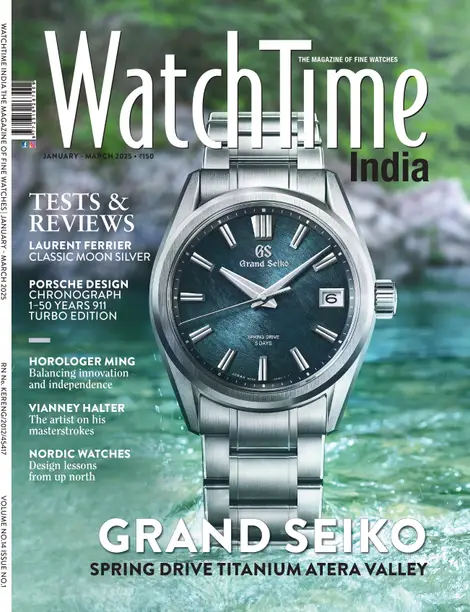 WATCHTIME INDIA THE MAGAZINE OF FINE WATCHES | JANUARY - MARCH 2025
RN No. KERENG/2012/45417
VOLUME NO.14 ISSUE NO.1
THE MAGAZINE OF FINE WATCHES
WatchTime
India
JANUARY - MARCH 2025 • ₹150
TESTS &
REVIEWS
LAURENT FERRIER
CLASSIC MOON SILVER
PORSCHE DESIGN
CHRONOGRAPH
1–50 YEARS 911
TURBO EDITION
HOROLOGER MING
Balancing innovation
and independence
VIANNEY HALTER
The artist on his
masterstrokes
NORDIC WATCHES
Design lessons
from up north
GS
Grand Seiko
6
SPRING DRIVE
5 DAYS
GRAND SEIKO
SPRING DRIVE TITANIUM ATERA VALLEY